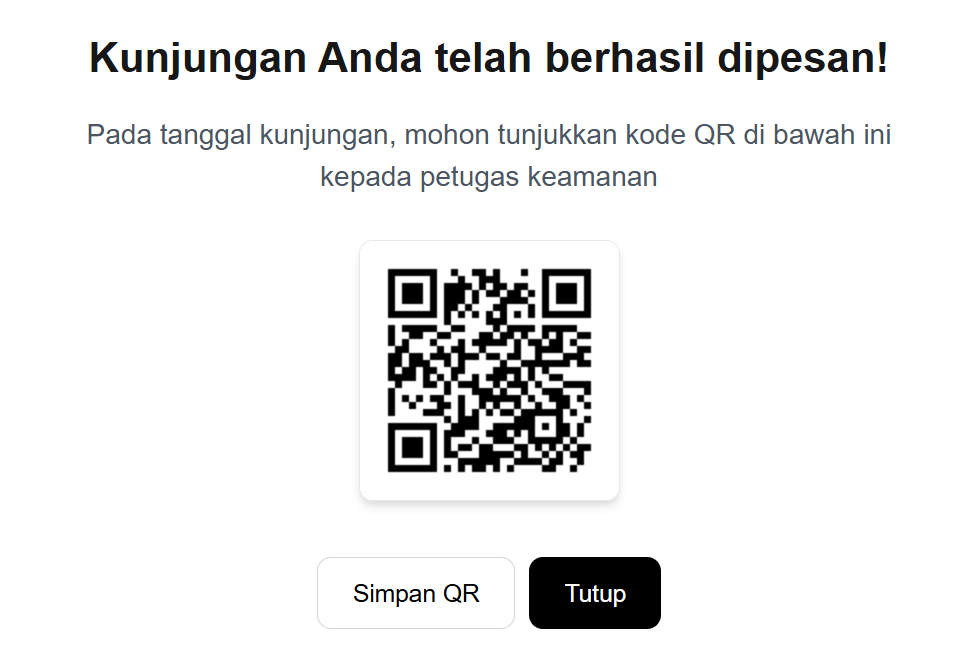 Kunjungan Anda telah berhasil dipesan!
Pada tanggal kunjungan, mohon tunjukkan kode QR di bawah ini
kepada petugas keamanan
Simpan QR
Tutup